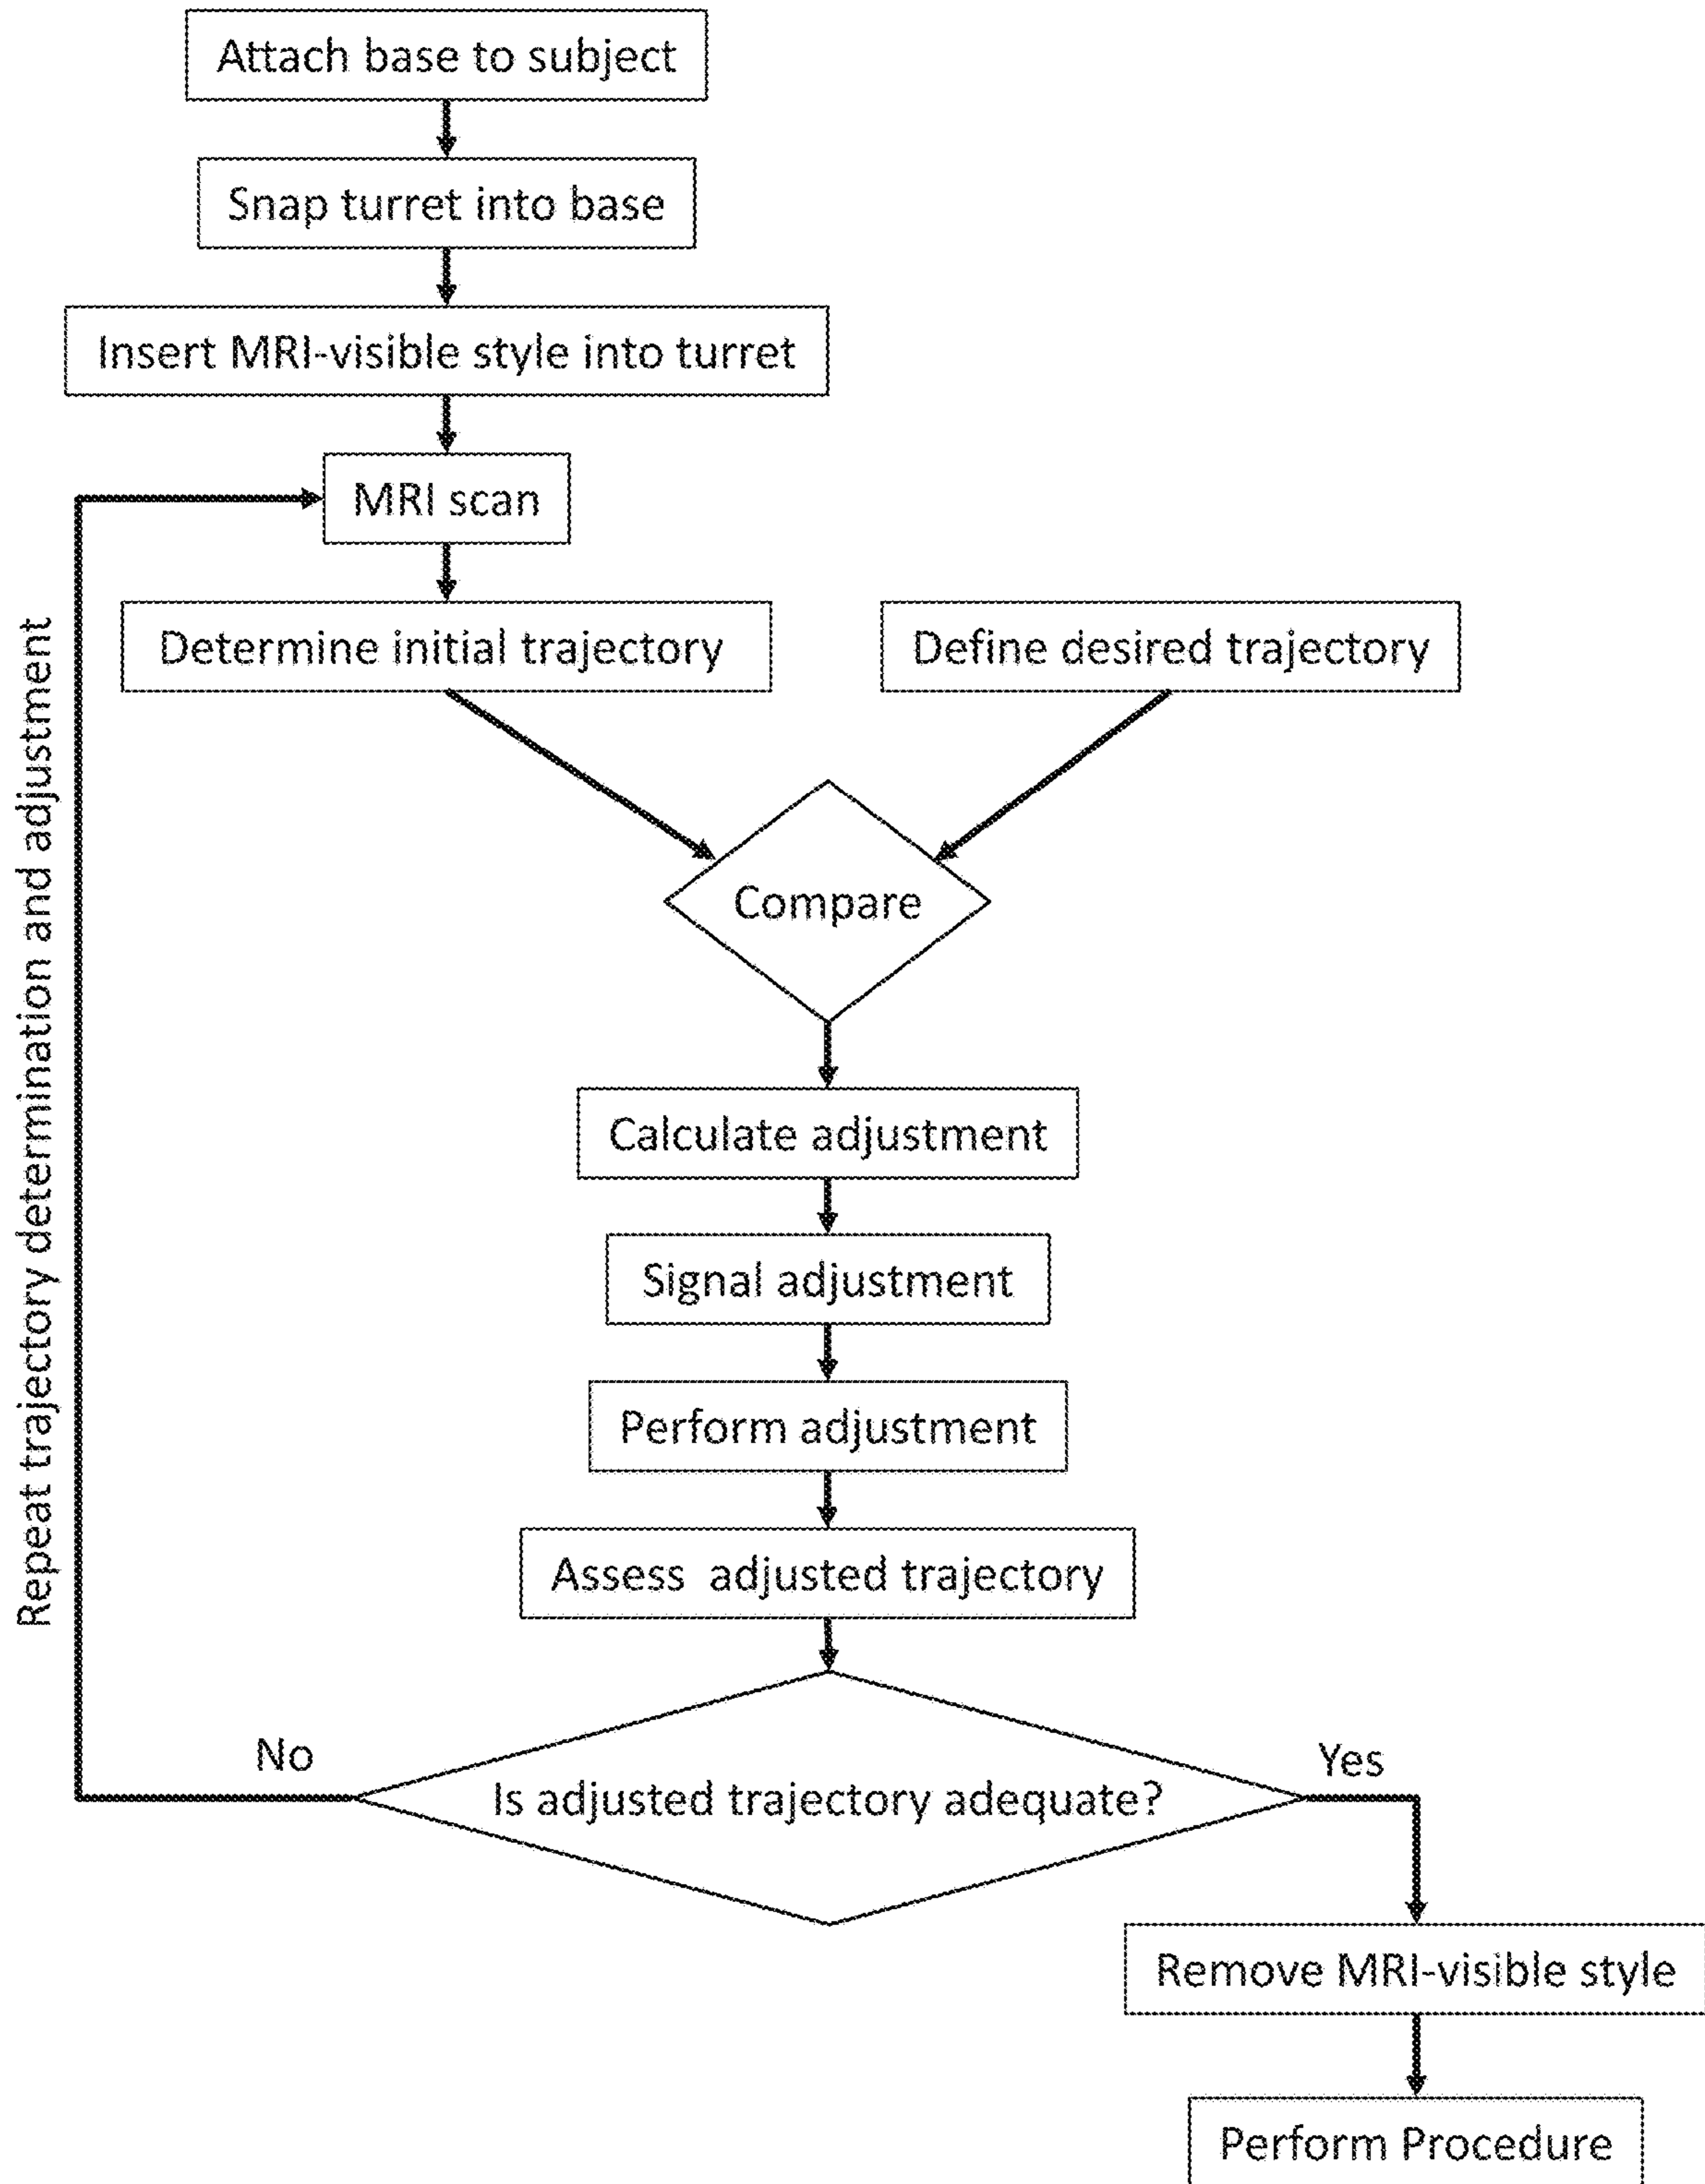 Attach base to subject
Snap turret into base
Insert MRI-visible style into turret
MRI scan
Determine initial trajectory
Define desired trajectory
Repeat trajectory determination and adjustment
Compare
Calculate adjustment
Signal adjustment
Perform adjustment
Assess adjusted trajectory
No
Yes
Is adjusted trajectory adequate?
Remove MRI-visible style
Perform Procedure